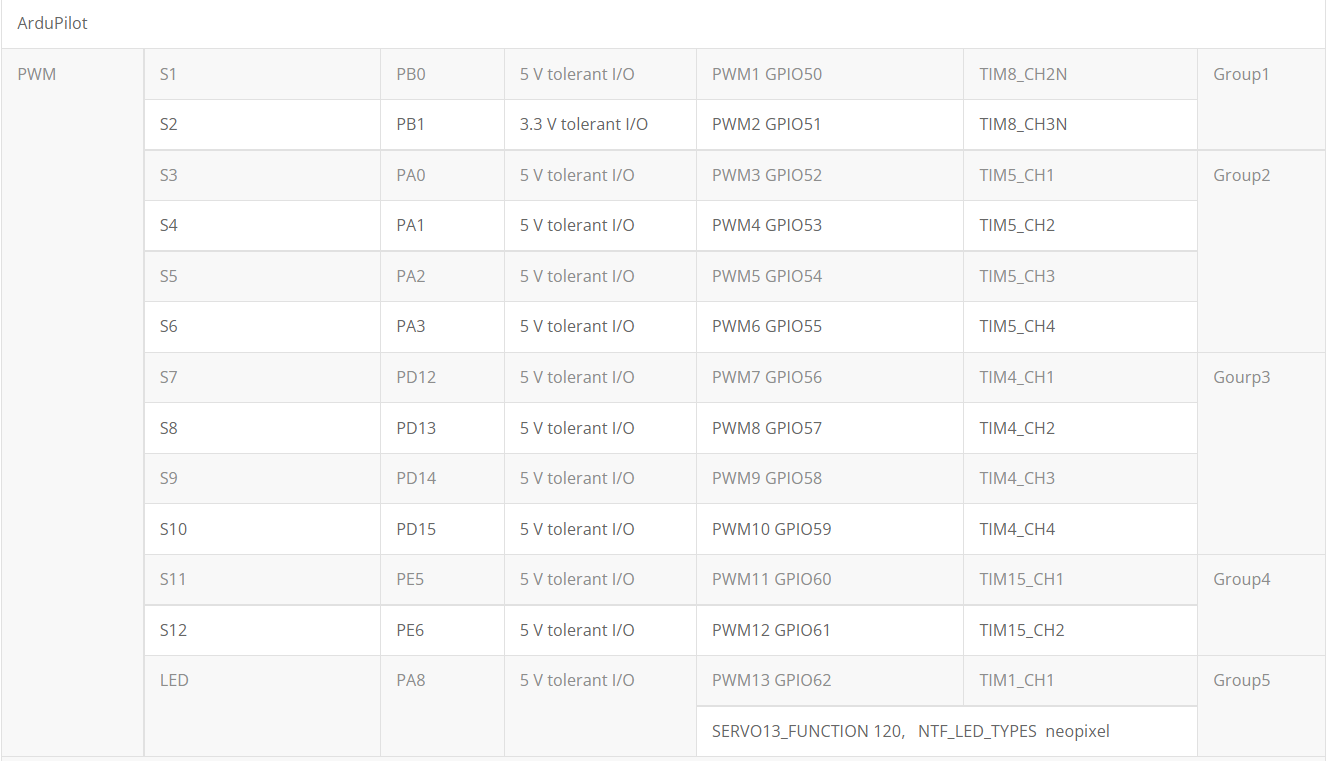 ArduPilot
PWM S1 PB0 5 V tolerant I/O PWM1 GPIO50 TIM8_CH2N Group1
S2 PB1 3.3 V tolerant I/O PWM2 GPIO51 TIM8_CH3N
S3 PA0 5 V tolerant I/O PWM3 GPIO52 TIM5_CH1 Group2
S4 PA1 5 V tolerant I/O PWM4 GPIO53 TIM5_CH2
S5 PA2 5 V tolerant I/O PWM5 GPIO54 TIM5_CH3
S6 PA3 5 V tolerant I/O PWM6 GPIO55 TIM5_CH4
S7 PD12 5 V tolerant I/O PWM7 GPIO56 TIM4_CH1 Gourp3
S8 PD13 5 V tolerant I/O PWM8 GPIO57 TIM4_CH2
S9 PD14 5 V tolerant I/O PWM9 GPIO58 TIM4_CH3
S10 PD15 5 V tolerant I/O PWM10 GPIO59 TIM4_CH4
S11 PE5 5 V tolerant I/O PWM11 GPIO60 TIM15_CH1 Group4
S12 PE6 5 V tolerant I/O PWM12 GPIO61 TIM15_CH2
LED PA8 5 V tolerant I/O PWM13 GPIO62 TIM1_CH1 Group5
SERVO13_FUNCTION 120, NTF_LED_TYPES neopixel